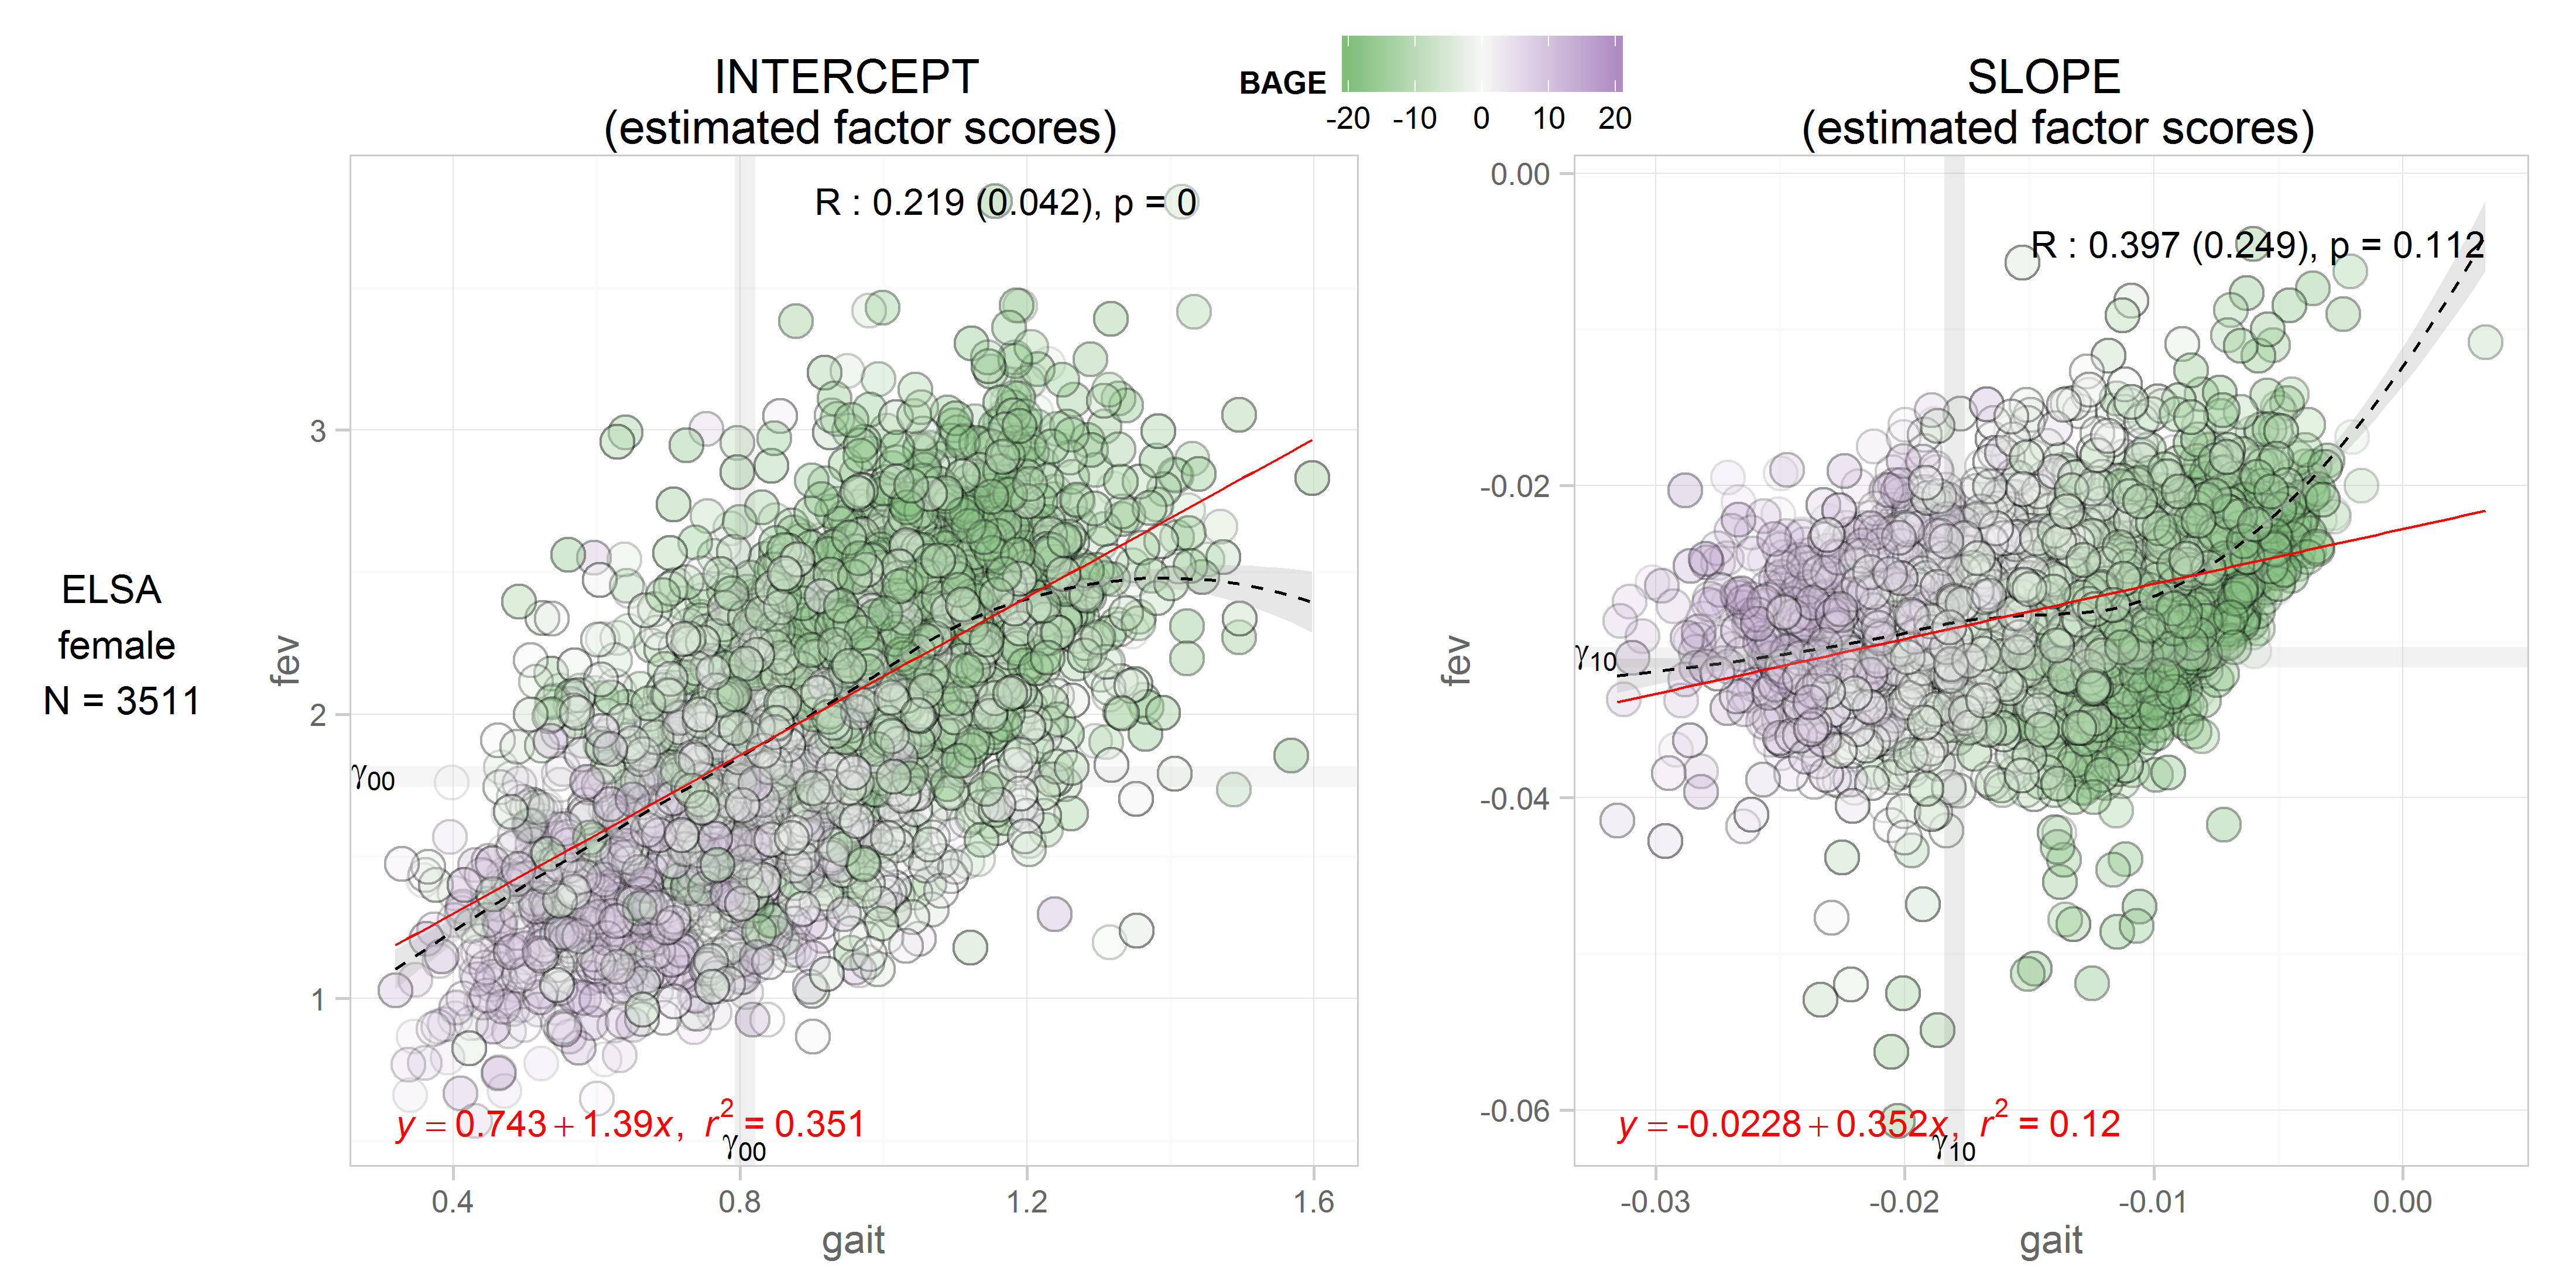 BAGE
-20 -10 0 10 20
INTERCEPT
(estimated factor scores)
SLOPE
(estimated factor scores)
ELSA
female
N = 3511
R : 0.219 (0.042), p = 0
3
2
1
fev
γ00
y = 0.743 + 1.39x, r² = 0.351
γ00
0.4 0.8 1.2 1.6
gait
R : 0.397 (0.249), p = 0.112
0.00
-0.02
-0.04
-0.06
fev
γ10
y = -0.0228 + 0.352x, r² = 0.12
γ10
-0.03 -0.02 -0.01 0.00
gait